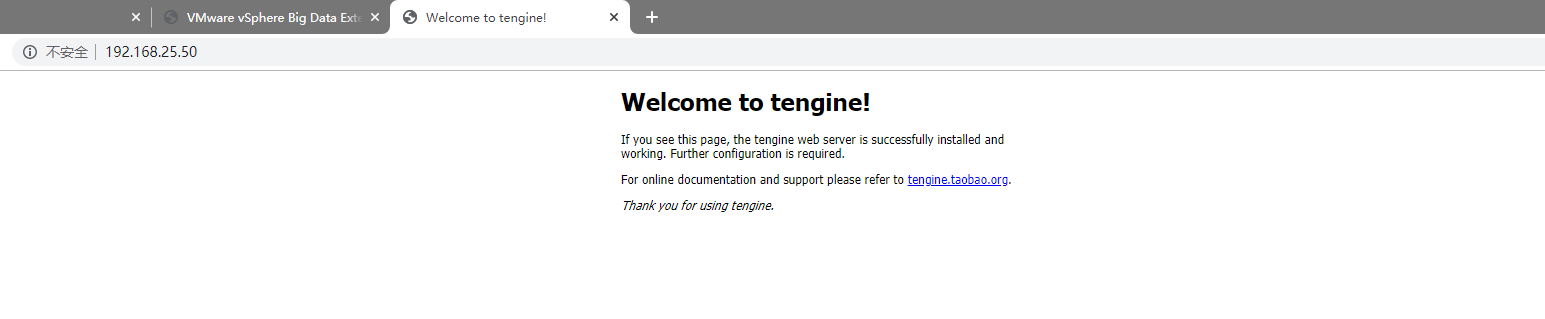 VMware vSphere Big Data Exte
Welcome to tengine!
不安全
192.168.25.50
Welcome to tengine!
If you see this page, the tengine web server is successfully installed and
working. Further configuration is required.
For online documentation and support please refer to tengine.taobao.org.
Thank you for using tengine.